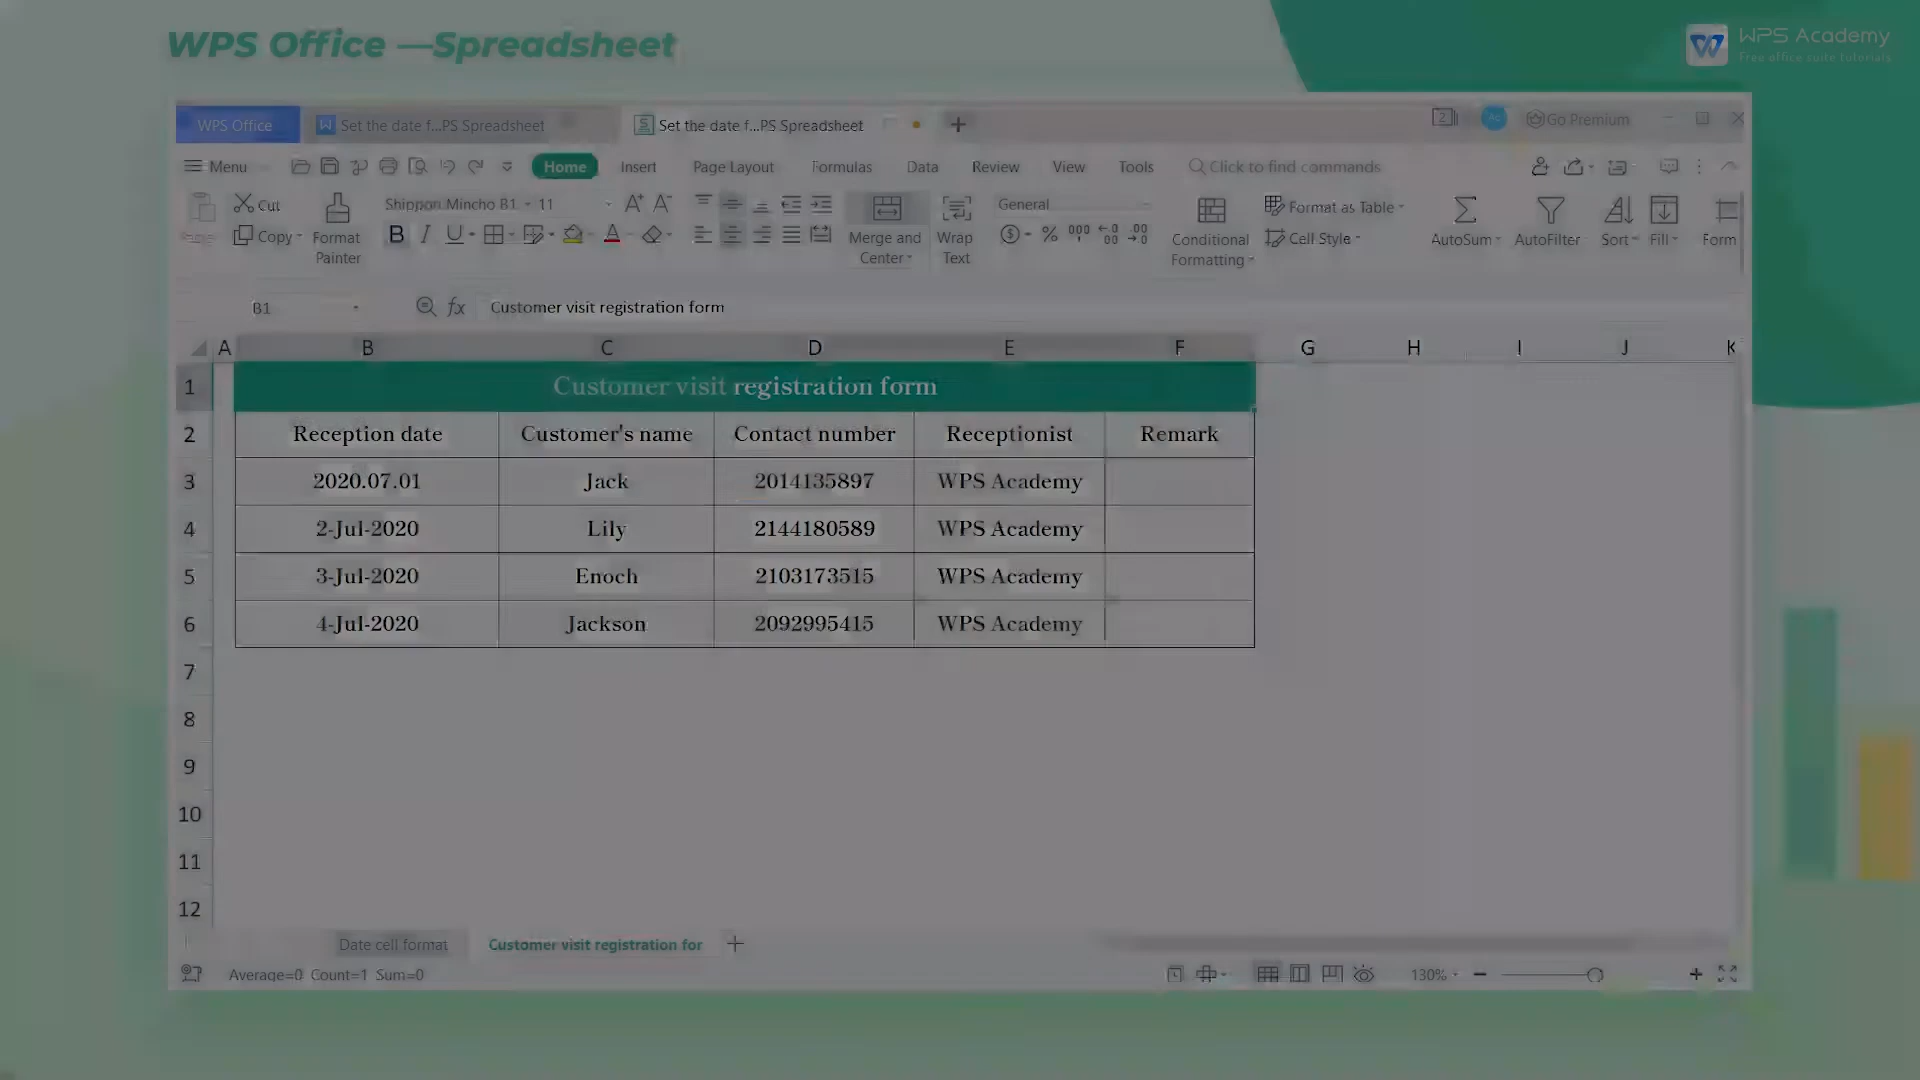 WPS Office —Spreadsheet
WPS Academy
Free office suite tutorials
WPS Office
Set the date f...PS Spreadsheet
Set the date f...PS Spreadsheet
Go Premium
Menu
Home
Insert
Page Layout
Formulas
Data
Review
View
Tools
Click to find commands
Cut
Copy
Format Painter
Shippori Mincho B1
11
Merge and Center
Wrap Text
General
Conditional Formatting
Format as Table
Cell Style
AutoSum
AutoFilter
Sort
Fill
Form
B1
fx
Customer visit registration form
A B C D E F G H I J K
1 Customer visit registration form
2 Reception date Customer's name Contact number Receptionist Remark
3 2020.07.01 Jack 2014135897 WPS Academy
4 2-Jul-2020 Lily 2144180589 WPS Academy
5 3-Jul-2020 Enoch 2103173515 WPS Academy
6 4-Jul-2020 Jackson 2092995415 WPS Academy
7
8
9
10
11
12
Date cell format
Customer visit registration for
Average=0 Count=1 Sum=0
130%